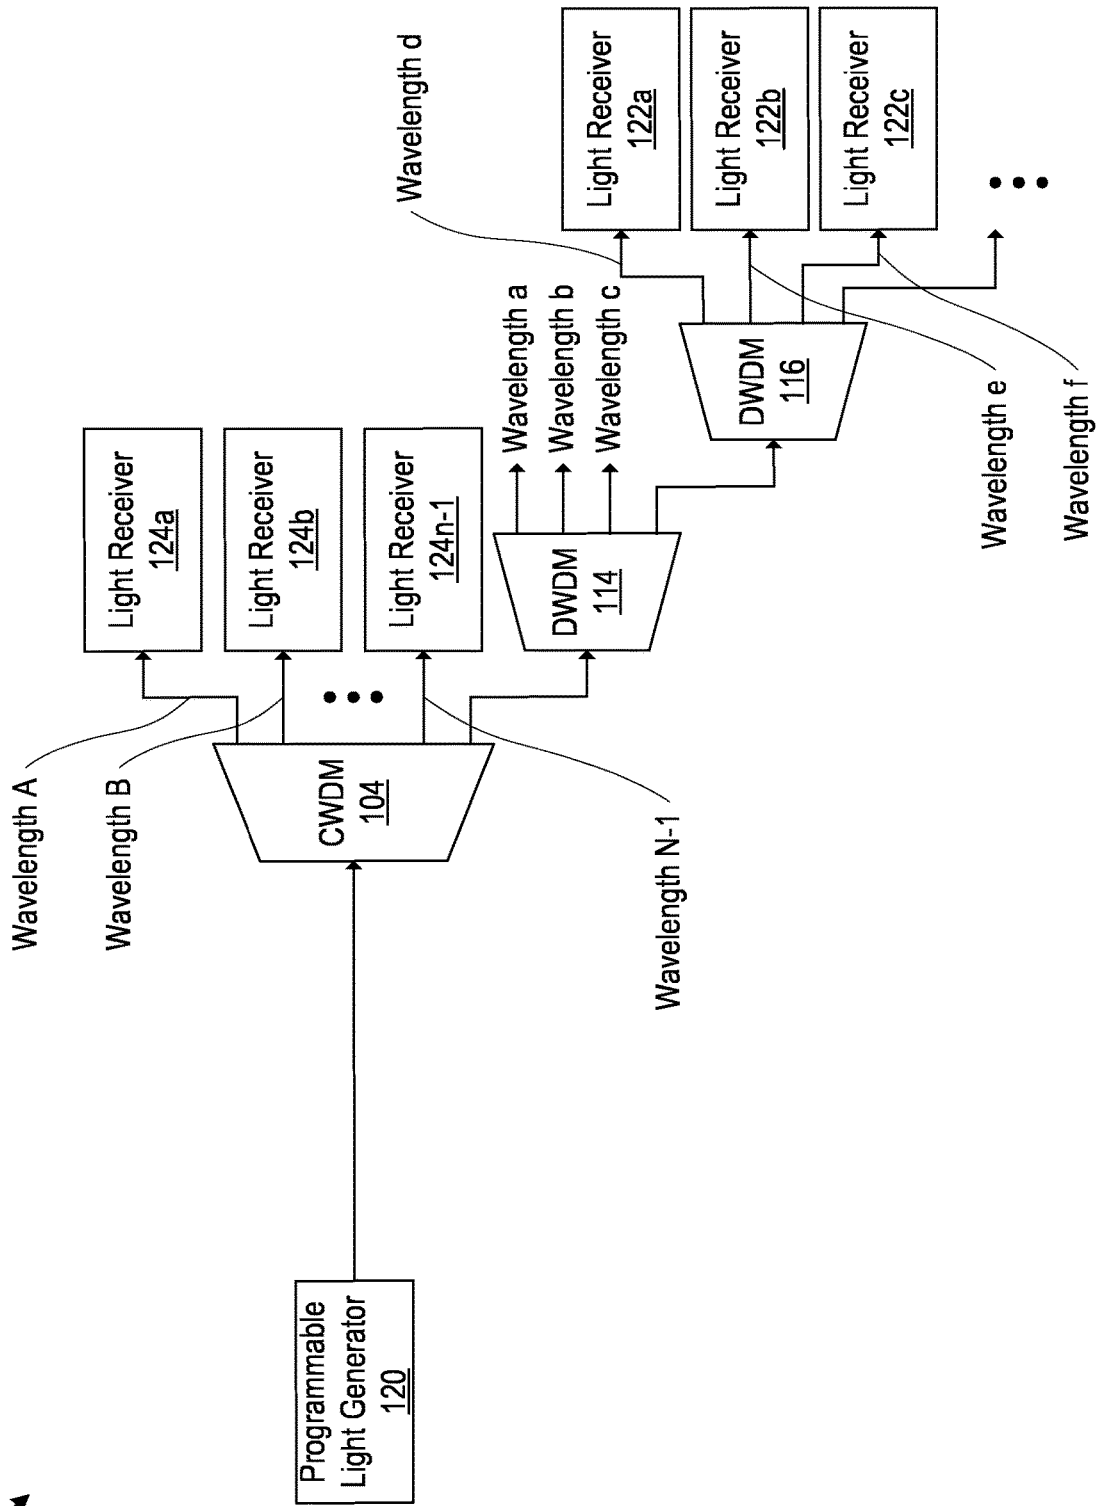 Programmable
Light Generator
120
CWDM
104
Wavelength A
Wavelength B
Wavelength N-1
Light Receiver
124a
Light Receiver
124b
Light Receiver
124n-1
DWDM
114
Wavelength a
Wavelength b
Wavelength c
DWDM
116
Wavelength d
Wavelength e
Wavelength f
Light Receiver
122a
Light Receiver
122b
Light Receiver
122c